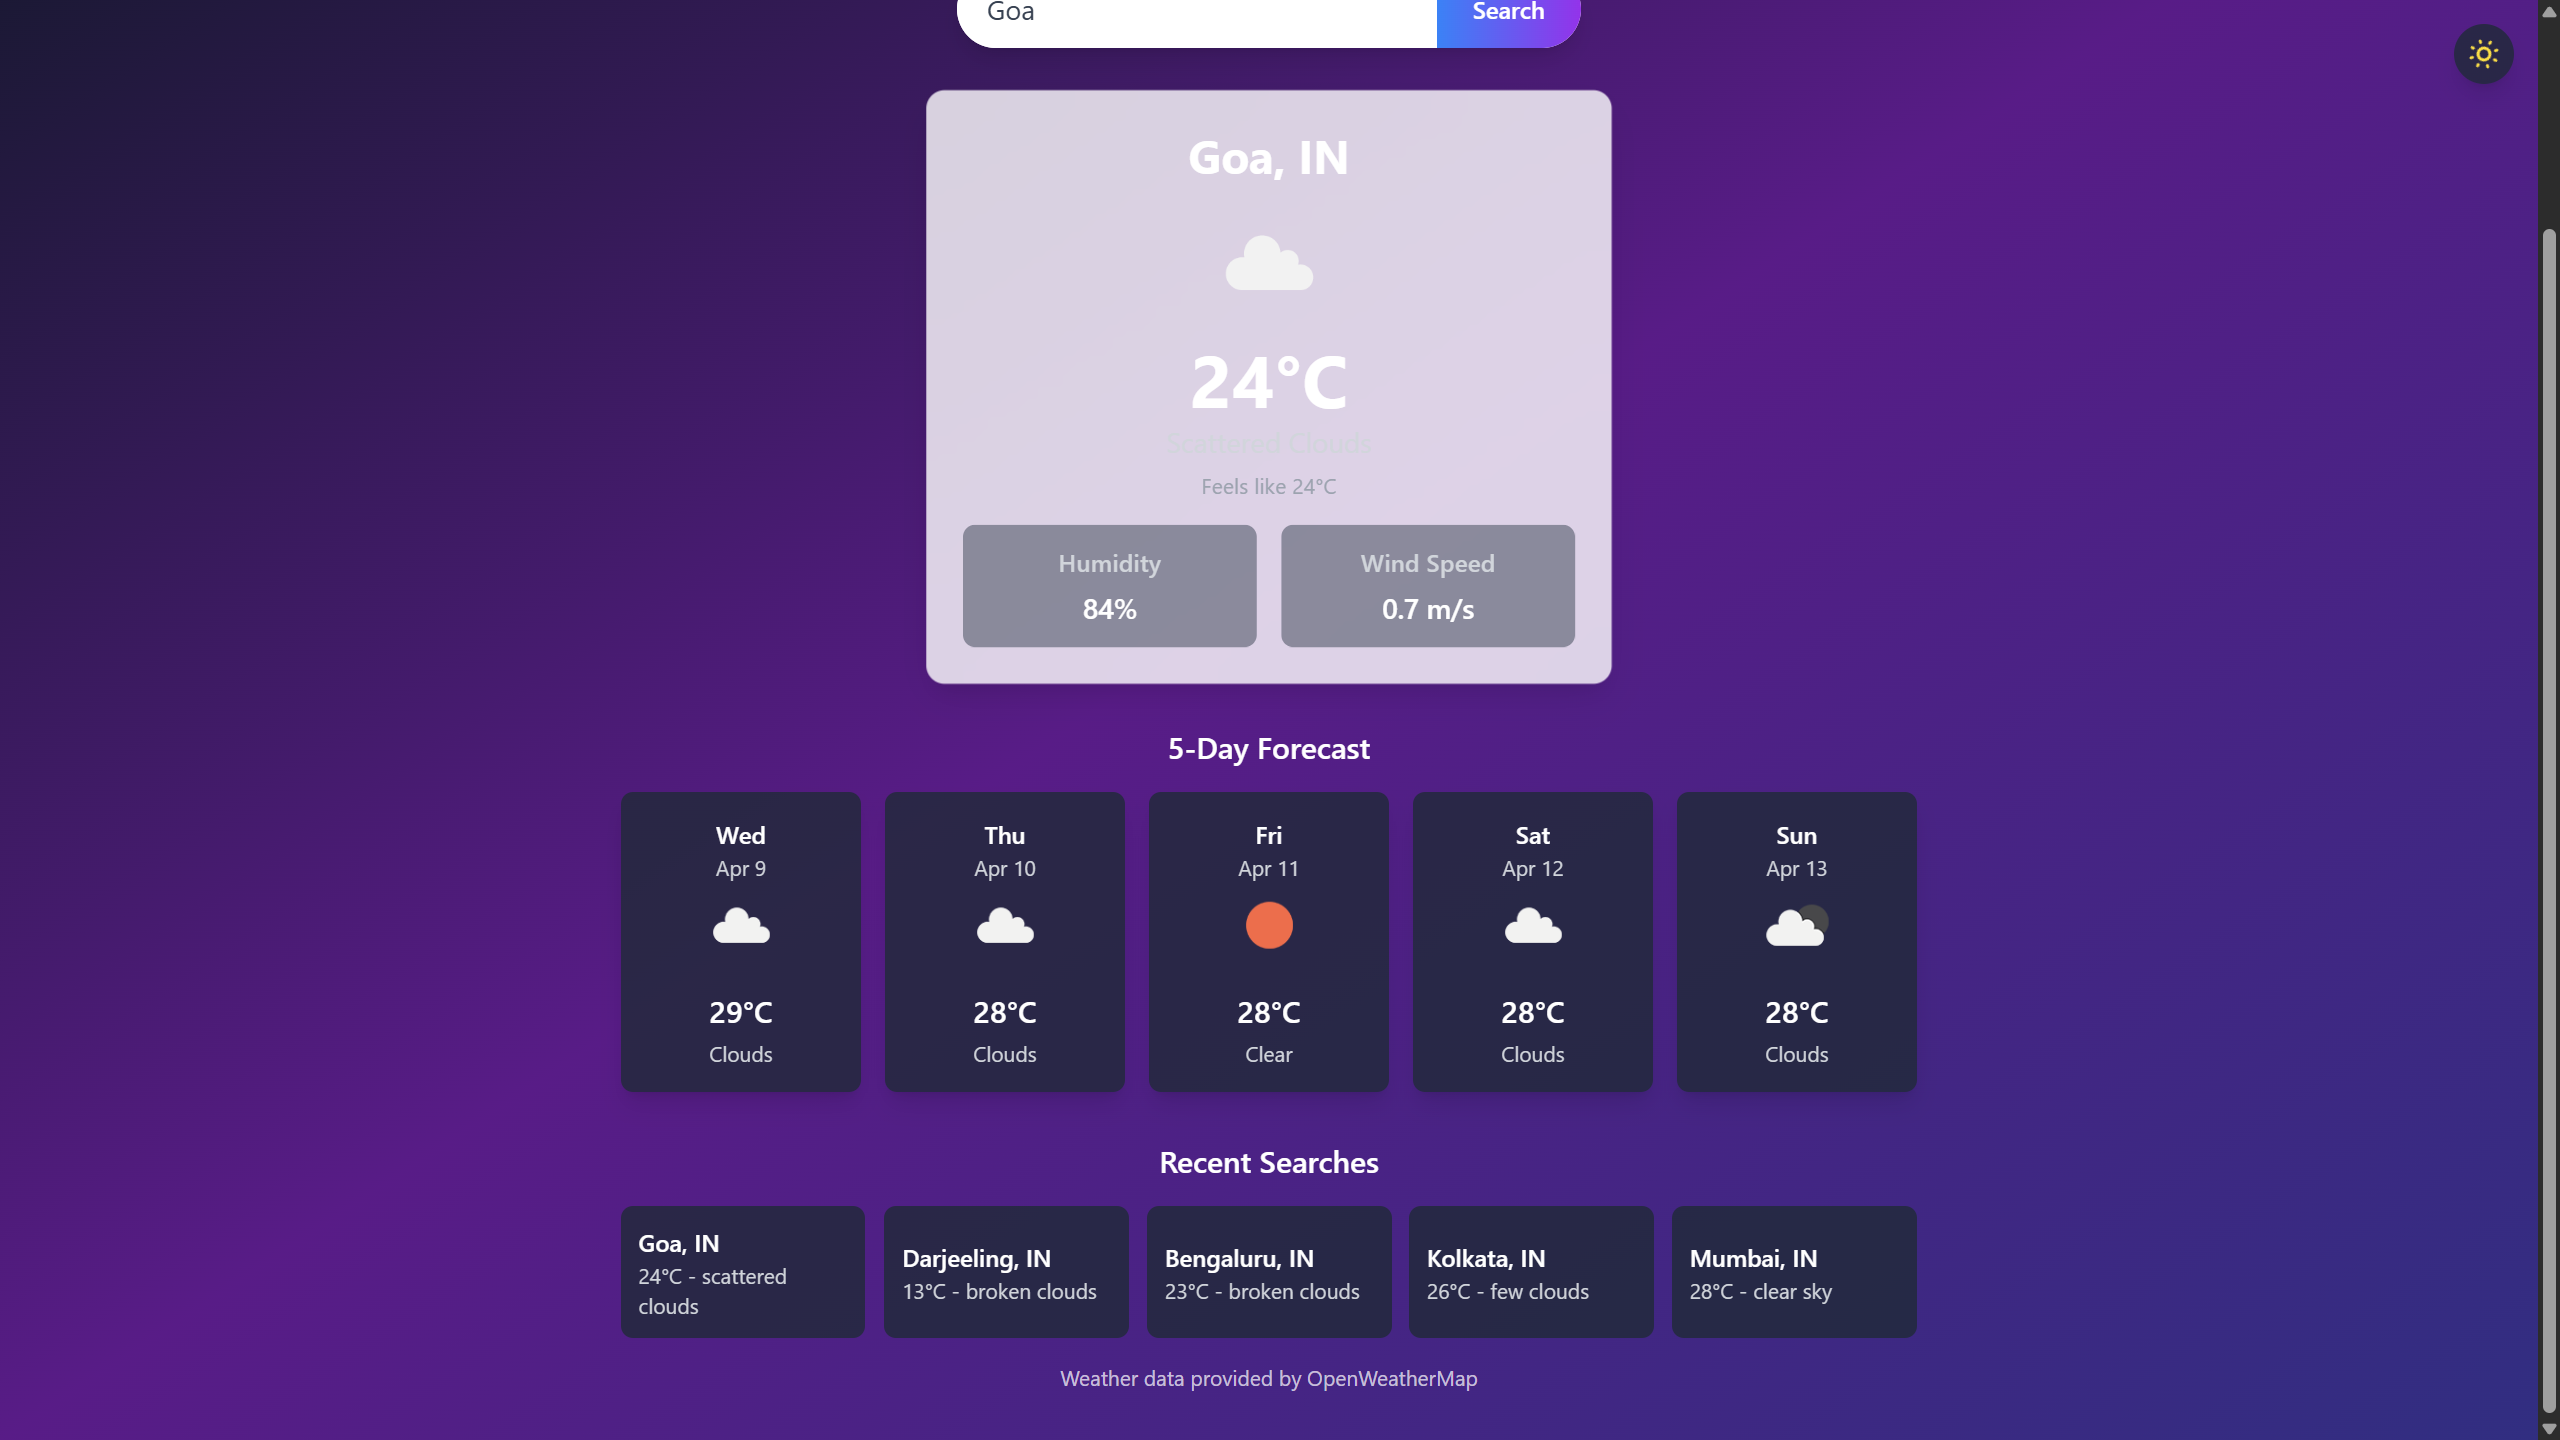 Goa
Search
Goa, IN
24°C
Scattered Clouds
Feels like 24°C
Humidity
84%
Wind Speed
0.7 m/s
5-Day Forecast
Wed
Apr 9
29°C
Clouds
Thu
Apr 10
28°C
Clouds
Fri
Apr 11
28°C
Clear
Sat
Apr 12
28°C
Clouds
Sun
Apr 13
28°C
Clouds
Recent Searches
Goa, IN
24°C - scattered
clouds
Darjeeling, IN
13°C - broken clouds
Bengaluru, IN
23°C - broken clouds
Kolkata, IN
26°C - few clouds
Mumbai, IN
28°C - clear sky
Weather data provided by OpenWeatherMap